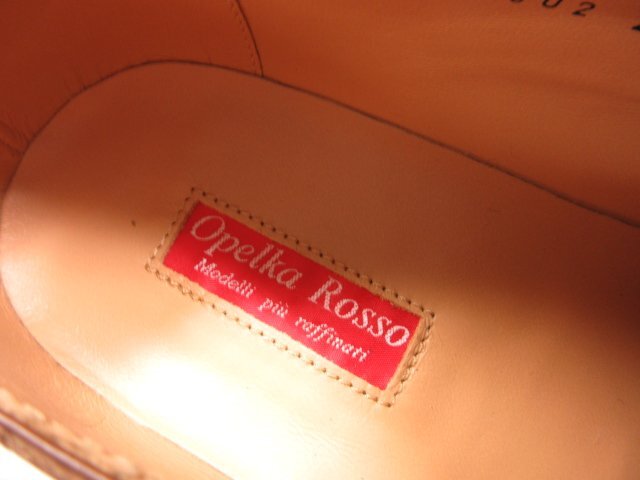 Opelka Rosso
Modelli più raffinati